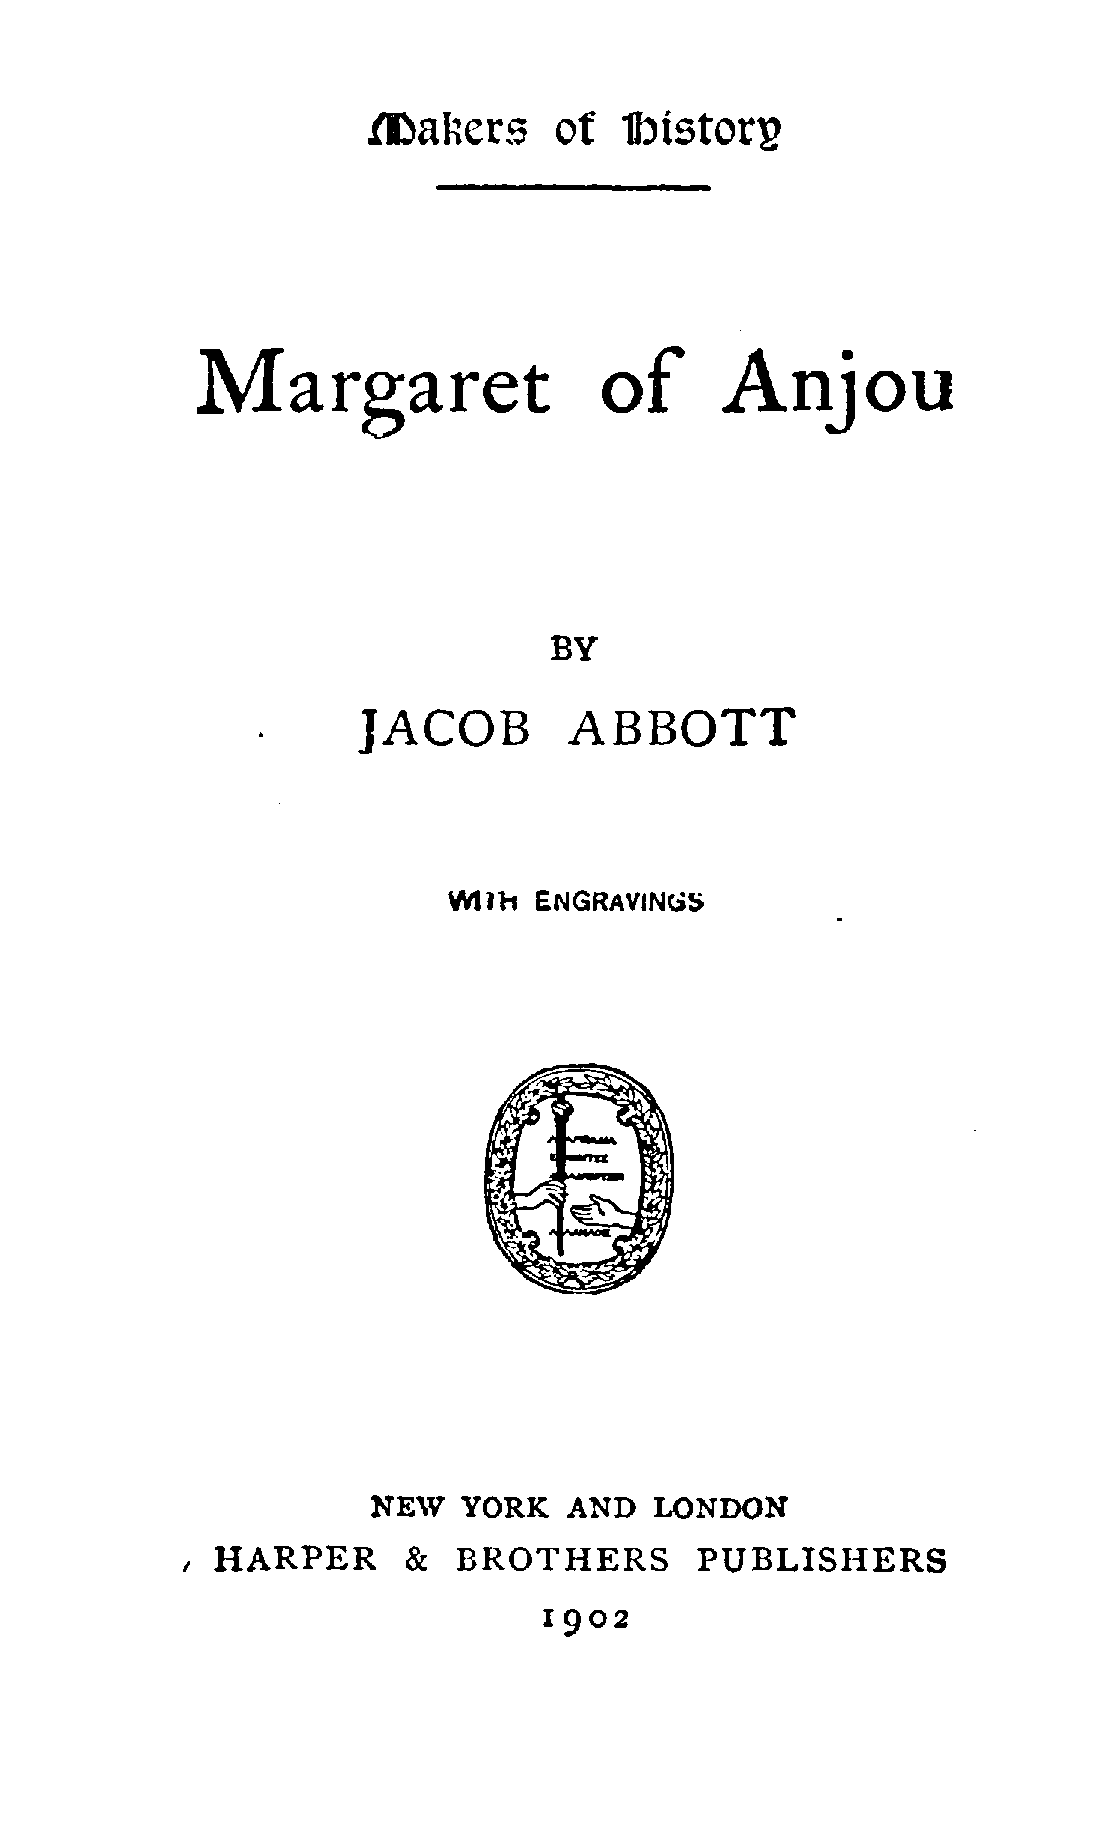 Makers of History
Margaret of Anjou
BY
JACOB ABBOTT
WITH ENGRAVINGS
NEW YORK AND LONDON
HARPER & BROTHERS PUBLISHERS
1902